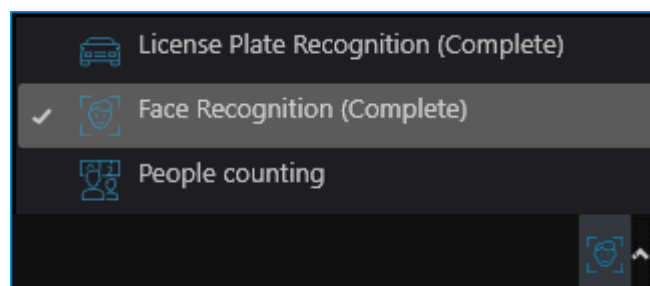 License Plate Recognition (Complete)
Face Recognition (Complete)
People counting